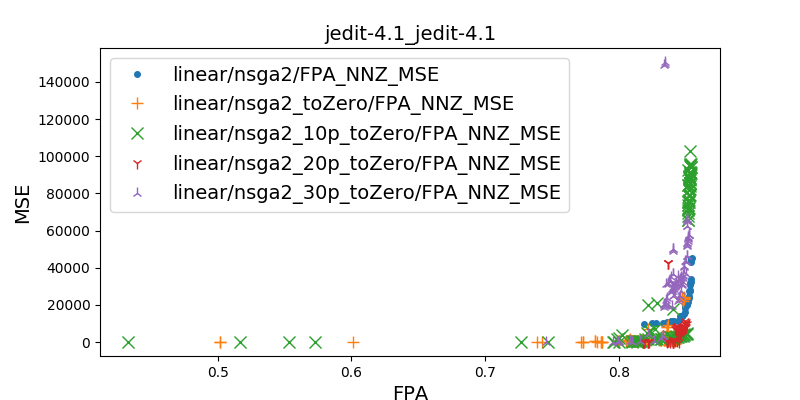 jedit-4.1_jedit-4.1
linear/nsga2/FPA_NNZ_MSE
linear/nsga2_toZero/FPA_NNZ_MSE
linear/nsga2_10p_toZero/FPA_NNZ_MSE
linear/nsga2_20p_toZero/FPA_NNZ_MSE
linear/nsga2_30p_toZero/FPA_NNZ_MSE
MSE
140000
120000
100000
80000
60000
40000
20000
0
0.5 0.6 0.7 0.8
FPA